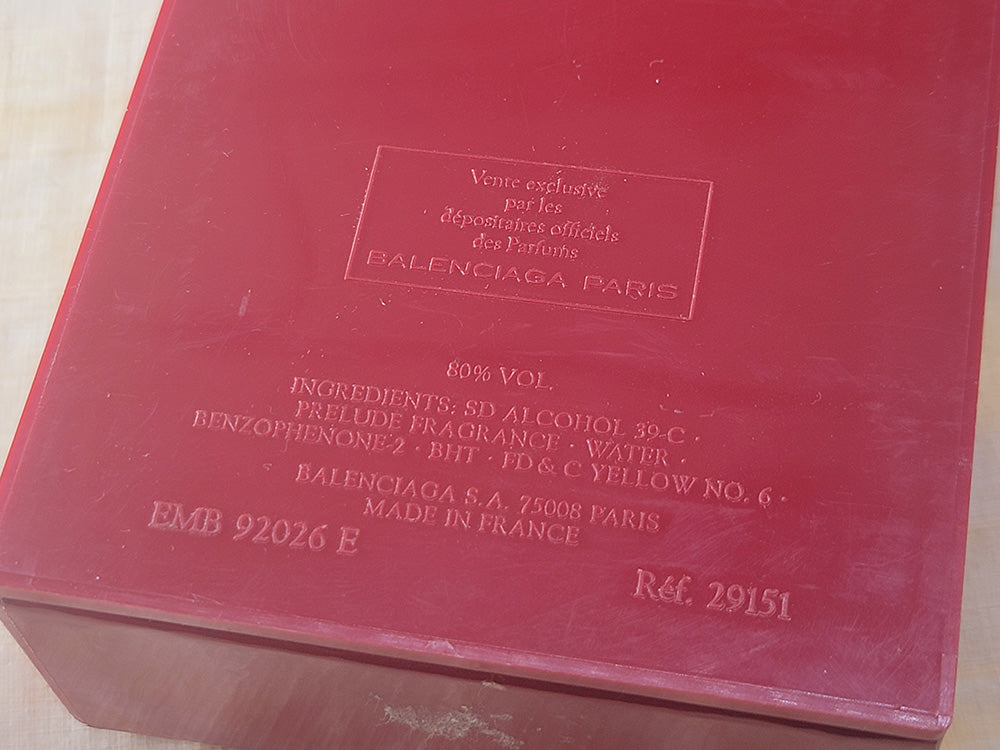 Vente exclusive
par les
dépositaires officiels
des Parfums
BALENCIAGA PARIS
80% VOL.
INGREDIENTS: SD ALCOHOL 39-C ·
PRELUDE FRAGRANCE · WATER ·
BENZOPHENONE-2 · BHT · FD & C YELLOW NO. 6 ·
BALENCIAGA S.A. 75008 PARIS
MADE IN FRANCE
EMB 92026 E
Réf. 29151